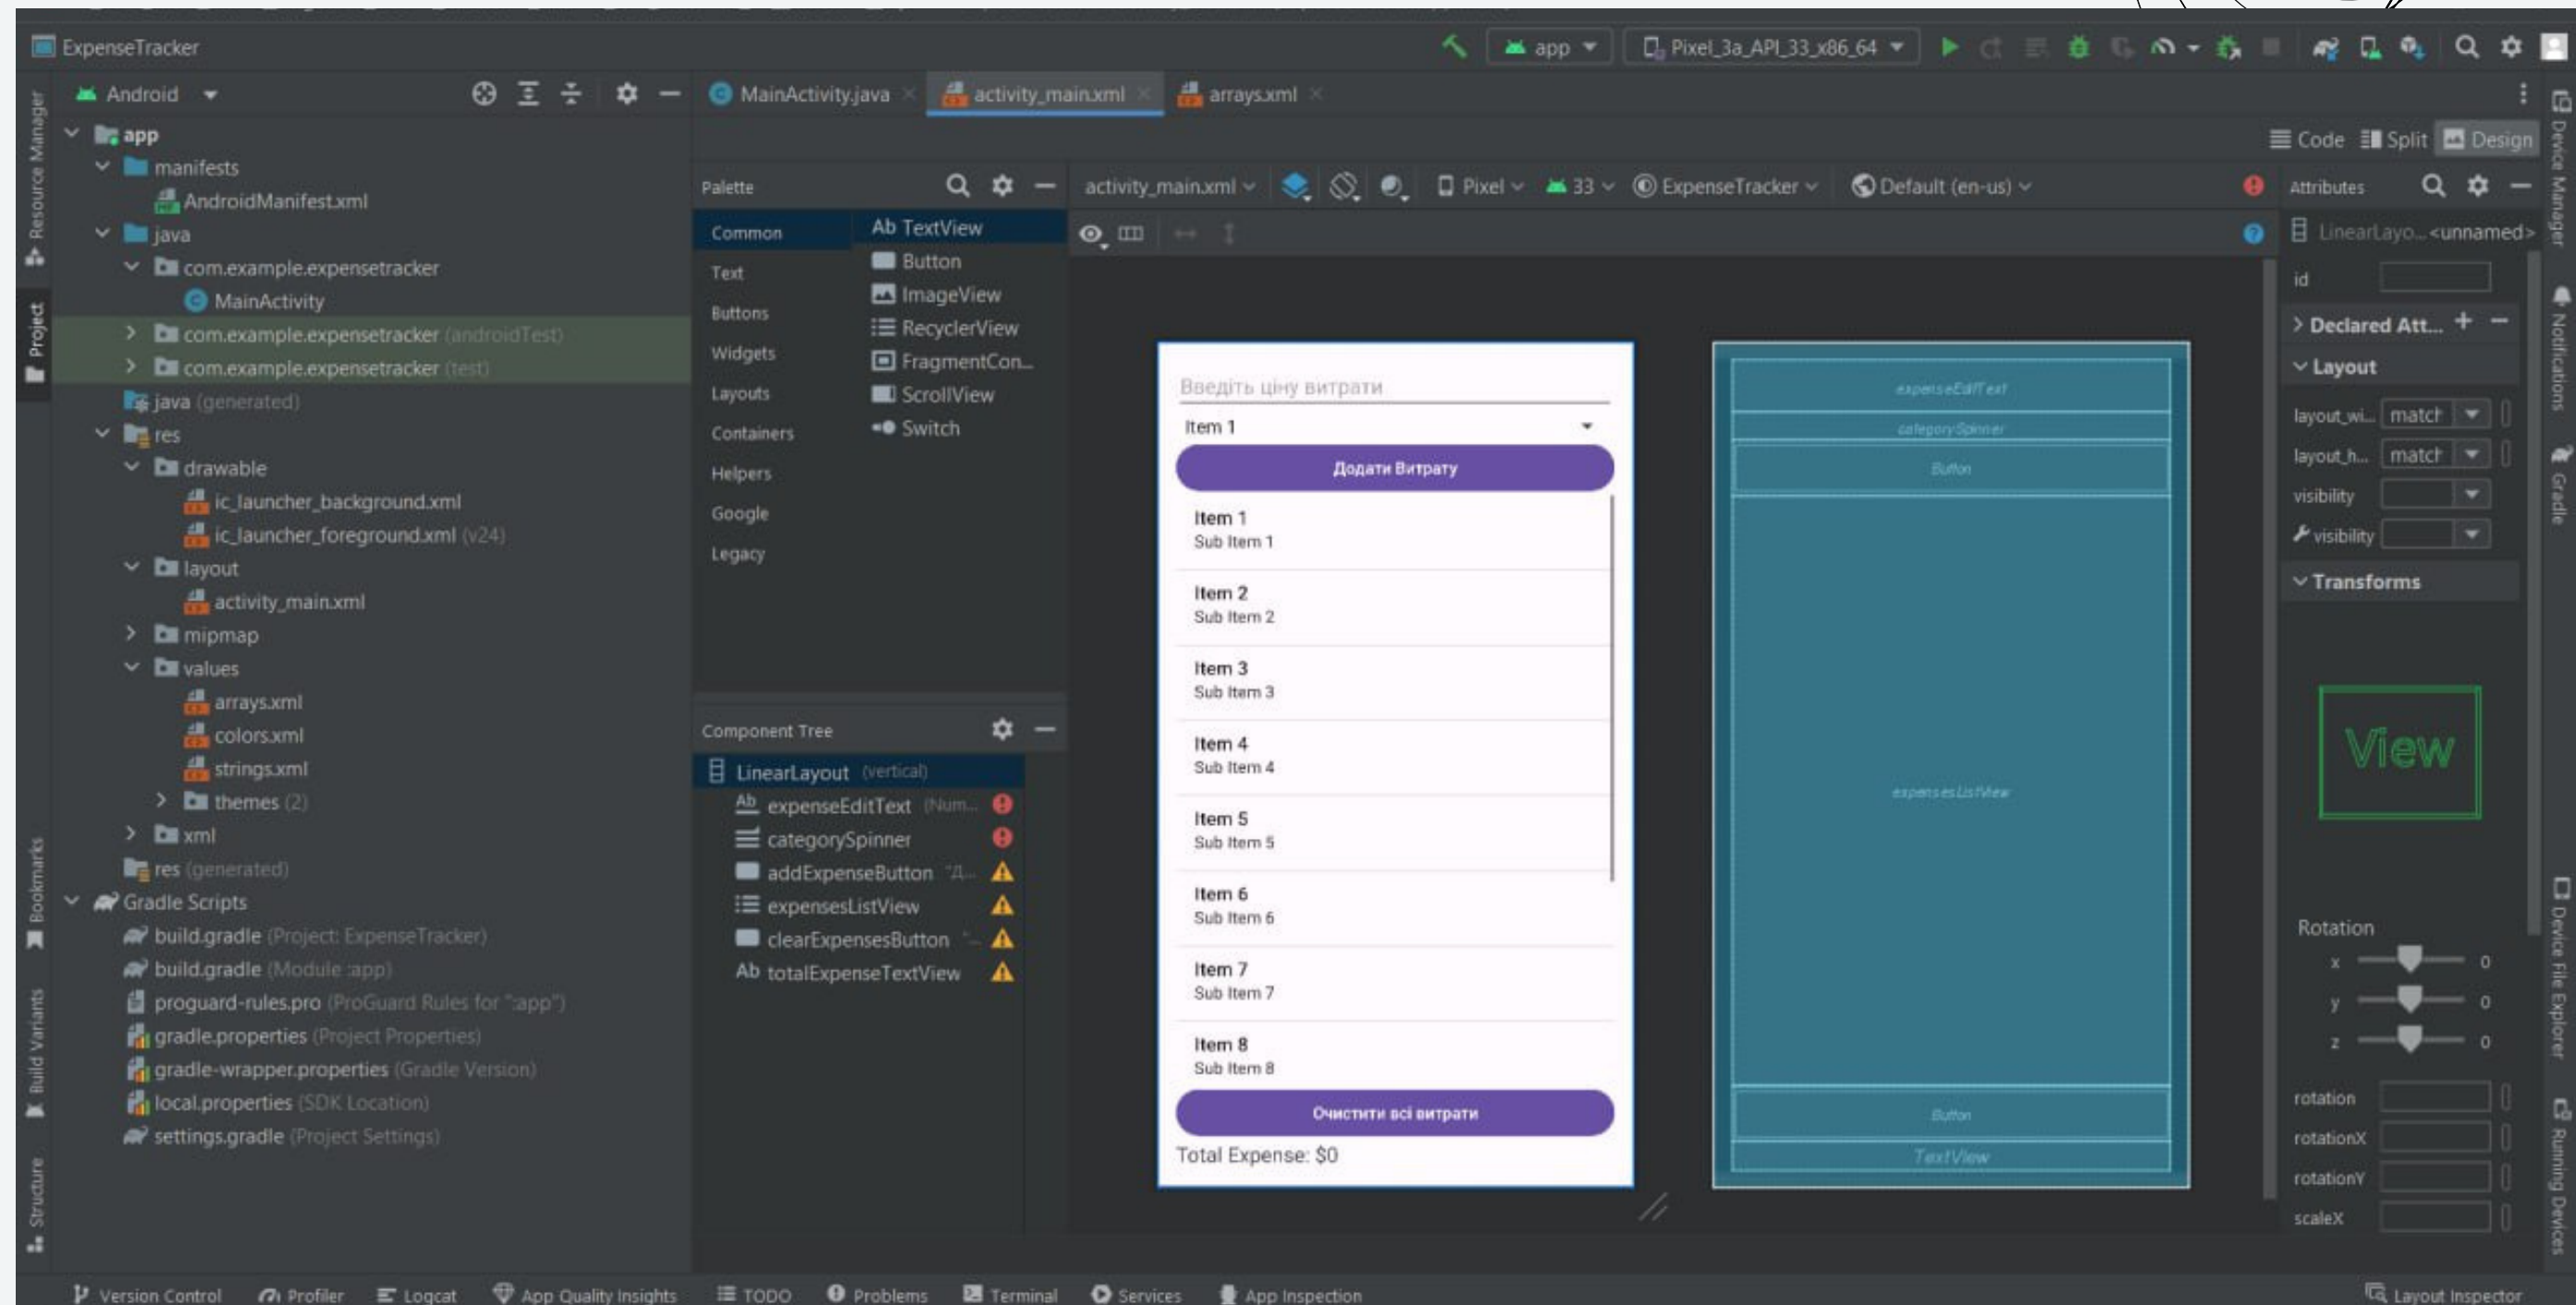 ExpenseTracker
app
Pixel_3a_API_33_x86_64
Android
MainActivity.java
activity_main.xml
arrays.xml
Code
Split
Design
Resource Manager
Project
Bookmarks
Build Variants
Structure
app
manifests
AndroidManifest.xml
java
com.example.expensetracker
MainActivity
com.example.expensetracker (androidTest)
com.example.expensetracker (test)
java (generated)
res
drawable
ic_launcher_background.xml
ic_launcher_foreground.xml (v24)
layout
activity_main.xml
mipmap
values
arrays.xml
colors.xml
strings.xml
themes (2)
xml
res (generated)
Gradle Scripts
build.gradle (Project: ExpenseTracker)
build.gradle (Module :app)
proguard-rules.pro (ProGuard Rules for ":app")
gradle.properties (Project Properties)
gradle-wrapper.properties (Gradle Version)
local.properties (SDK Location)
settings.gradle (Project Settings)
Palette
Common
Text
Buttons
Widgets
Layouts
Containers
Helpers
Google
Legacy
Ab TextView
Button
ImageView
RecyclerView
FragmentCon...
ScrollView
Switch
Component Tree
LinearLayout (vertical)
Ab expenseEditText (Num...
categorySpinner
addExpenseButton "Д...
expensesListView
clearExpensesButton "...
Ab totalExpenseTextView
activity_main.xml
Pixel
33
ExpenseTracker
Default (en-us)
Введіть ціну витрати
Item 1
Додати Витрату
Item 1
Sub Item 1
Item 2
Sub Item 2
Item 3
Sub Item 3
Item 4
Sub Item 4
Item 5
Sub Item 5
Item 6
Sub Item 6
Item 7
Sub Item 7
Item 8
Sub Item 8
Очистити всі витрати
Total Expense: $0
expenseEditText
categorySpinner
Button
expensesListView
Button
TextView
Attributes
LinearLayo... <unnamed>
id
Declared Att...
Layout
layout_wi... match
layout_h... match
visibility
visibility
Transforms
View
Rotation
x 0
y 0
z 0
rotation
rotationX
rotationY
scaleX
Device Manager
Notifications
Gradle
Device File Explorer
Running Devices
Version Control
Profiler
Logcat
App Quality Insights
TODO
Problems
Terminal
Services
App Inspection
Layout Inspector